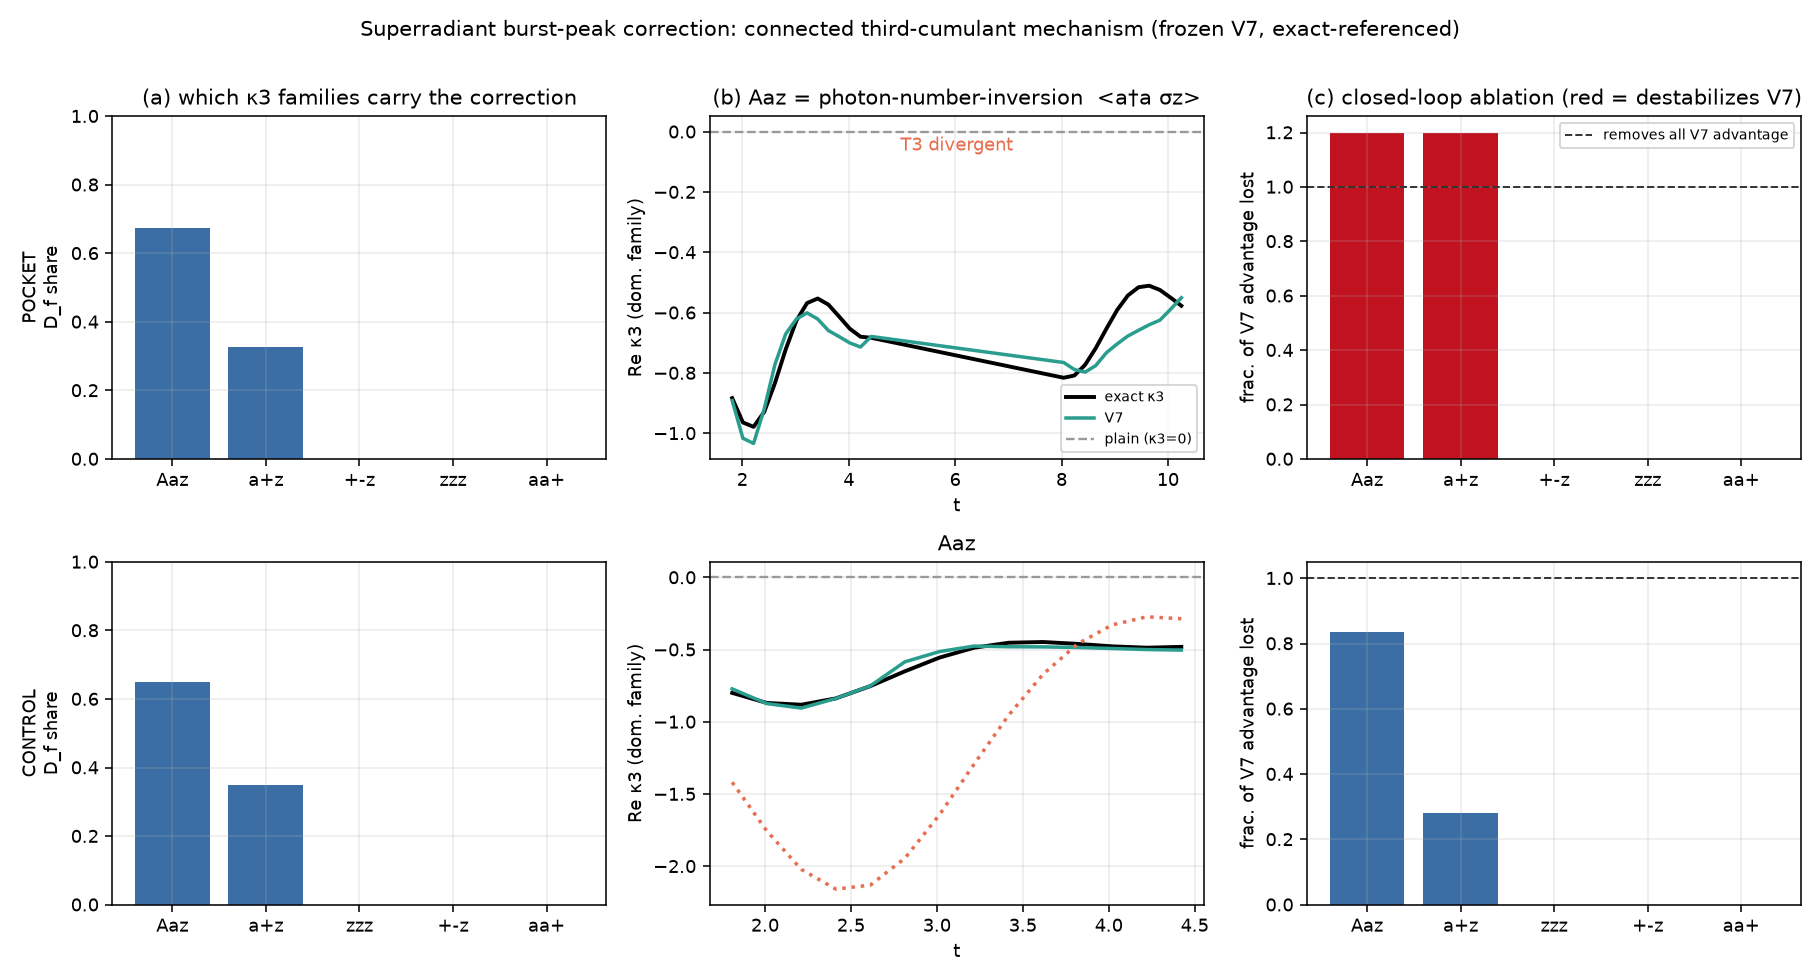 Superradiant burst-peak correction: connected third-cumulant mechanism (frozen V7, exact-referenced)
(a) which κ3 families carry the correction
POCKET
D_f share
1.0
0.8
0.6
0.4
0.2
0.0
Aaz
a+z
+-z
zzz
aa+
(b) Aaz = photon-number-inversion <a†a σz>
Re κ3 (dom. family)
0.0
−0.2
−0.4
−0.6
−0.8
−1.0
T3 divergent
exact κ3
V7
plain (κ3=0)
2
4
6
8
10
t
(c) closed-loop ablation (red = destabilizes V7)
frac. of V7 advantage lost
1.2
1.0
0.8
0.6
0.4
0.2
0.0
removes all V7 advantage
Aaz
a+z
+-z
zzz
aa+
CONTROL
D_f share
1.0
0.8
0.6
0.4
0.2
0.0
Aaz
a+z
zzz
+-z
aa+
Aaz
Re κ3 (dom. family)
0.0
−0.5
−1.0
−1.5
−2.0
2.0
2.5
3.0
3.5
4.0
4.5
t
frac. of V7 advantage lost
1.0
0.8
0.6
0.4
0.2
0.0
Aaz
a+z
zzz
+-z
aa+